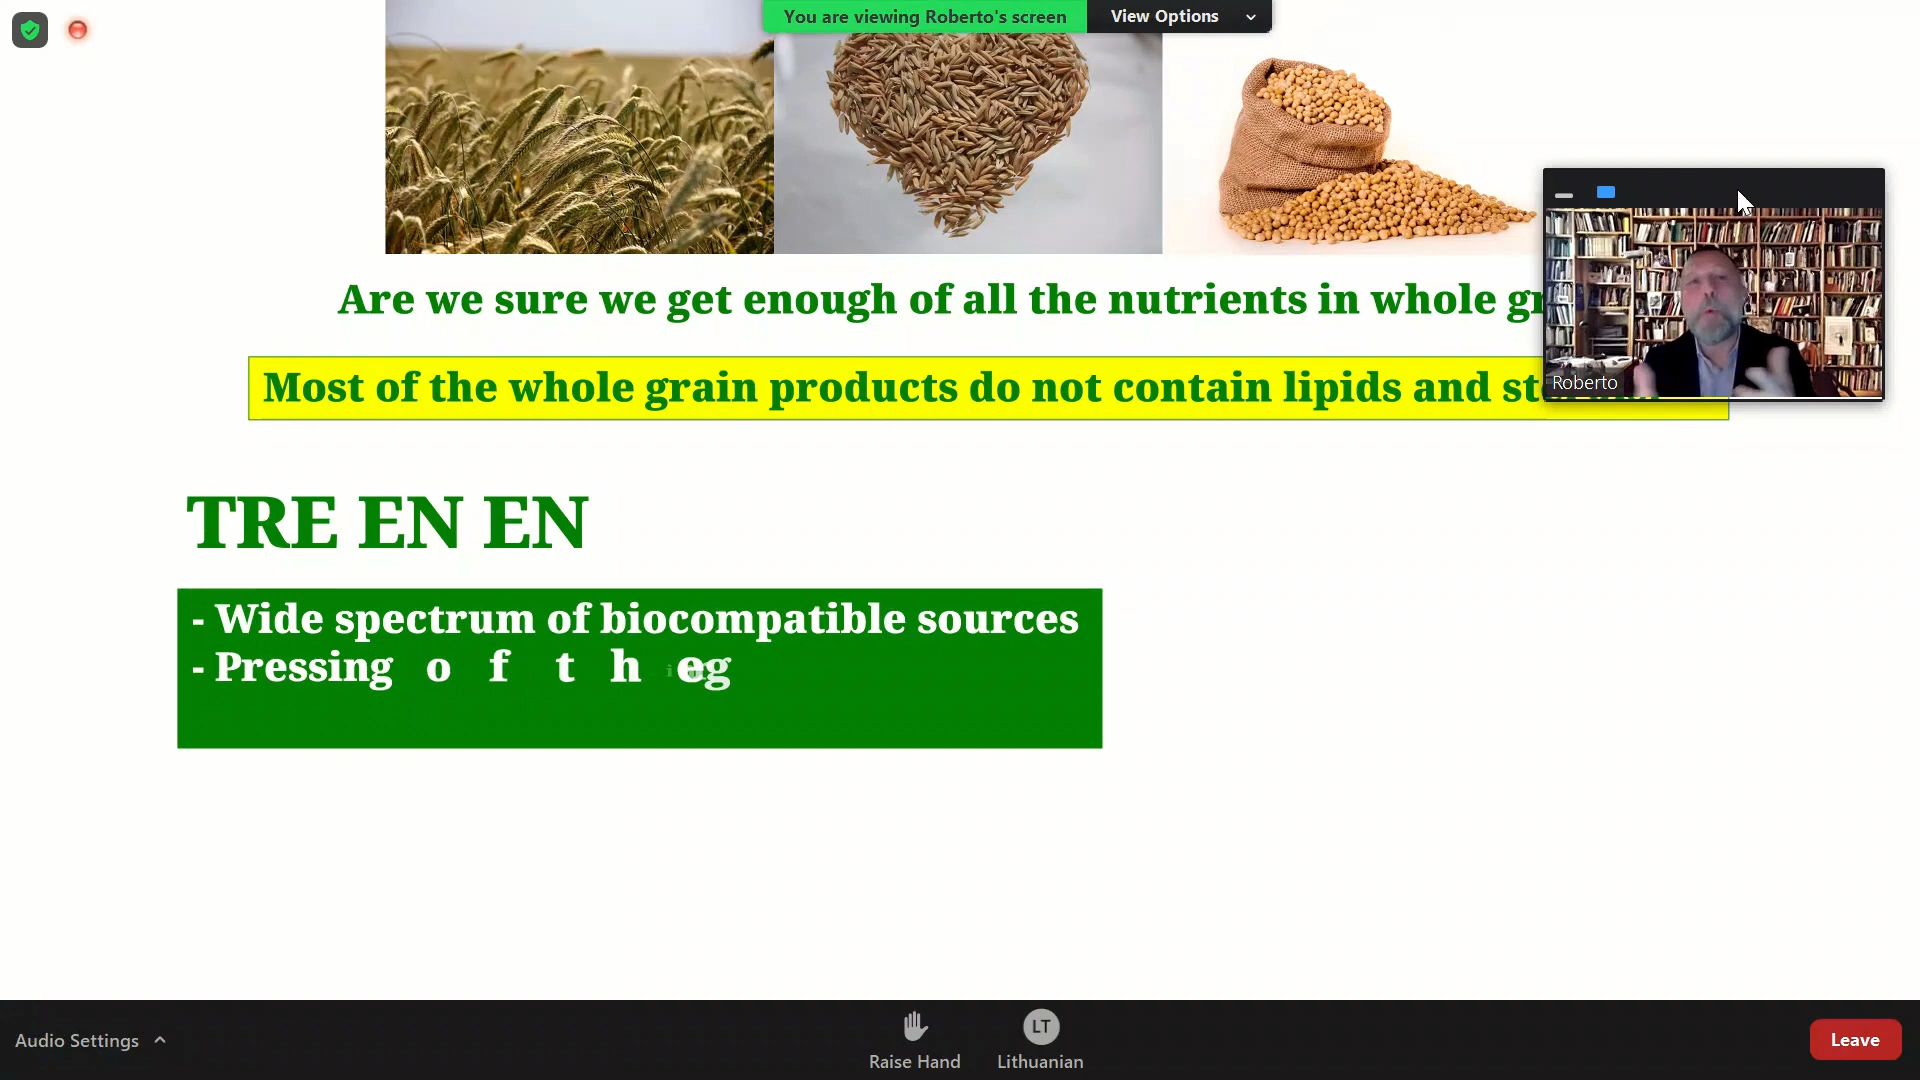 You are viewing Roberto's screen View Options
Are we sure we get enough of all the nutrients in whole
Most of the whole grain products do not contain lipids and
Roberto
TRE EN EN
- Wide spectrum of biocompatible sources
- Pressing o f t h e
Audio Settings
Raise Hand
LT
Lithuanian
Leave